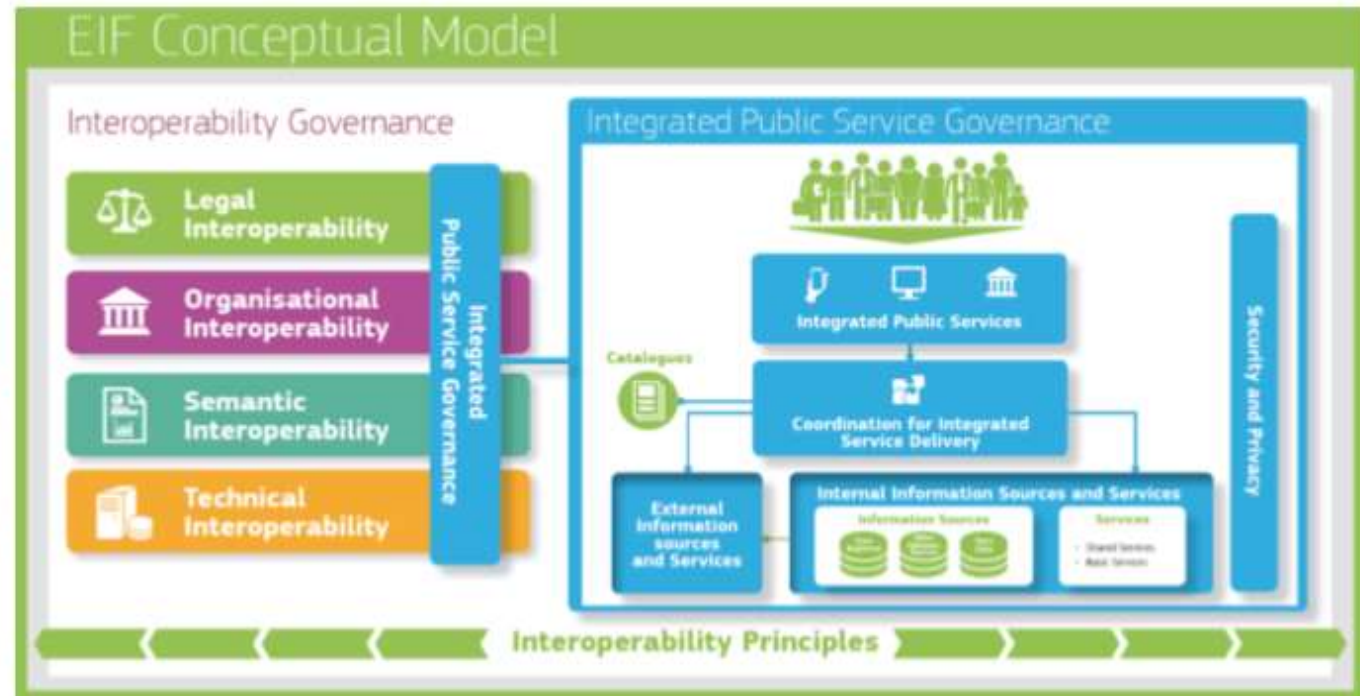 EIF Conceptual Model
Interoperability Governance
Legal
Interoperability
Organisational
Interoperability
Semantic
Interoperability
Technical
Interoperability
Integrated
Public Service Governance
Integrated Public Service Governance
Integrated Public Services
Catalogues
Coordination for Integrated
Service Delivery
External
Information
sources
and Services
Internal Information Sources and Services
Information Sources
Services
- Shared Services
- Basic Services
Security and Privacy
Interoperability Principles